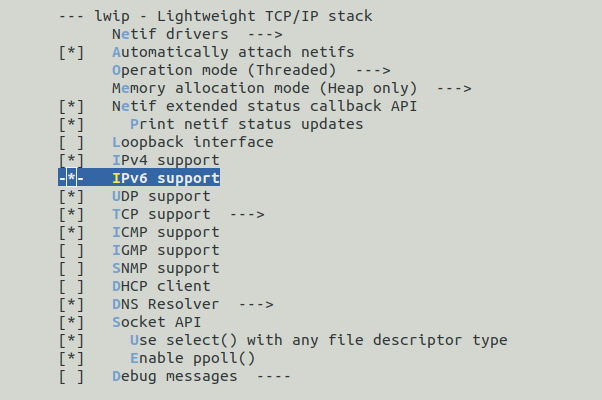 --- lwip - Lightweight TCP/IP stack
Netif drivers  --->
[*]   Automatically attach netifs
Operation mode (Threaded)  --->
Memory allocation mode (Heap only)  --->
[*]   Netif extended status callback API
[*]     Print netif status updates
[ ]   Loopback interface
[*]   IPv4 support
-*-   IPv6 support
[*]   UDP support
[*]   TCP support  --->
[*]   ICMP support
[ ]   IGMP support
[ ]   SNMP support
[ ]   DHCP client
[*]   DNS Resolver  --->
[*]   Socket API
[*]     Use select() with any file descriptor type
[*]     Enable ppoll()
[ ]   Debug messages  ----